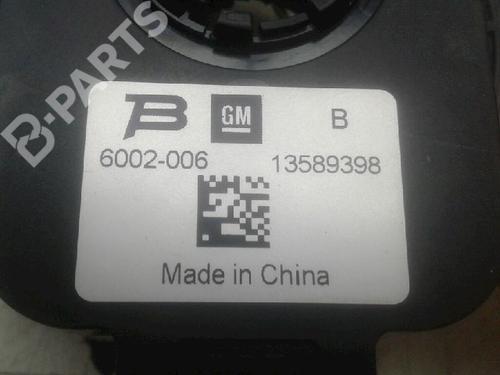 B-PARTS
B GM B
6002-006 13589398
Made in China